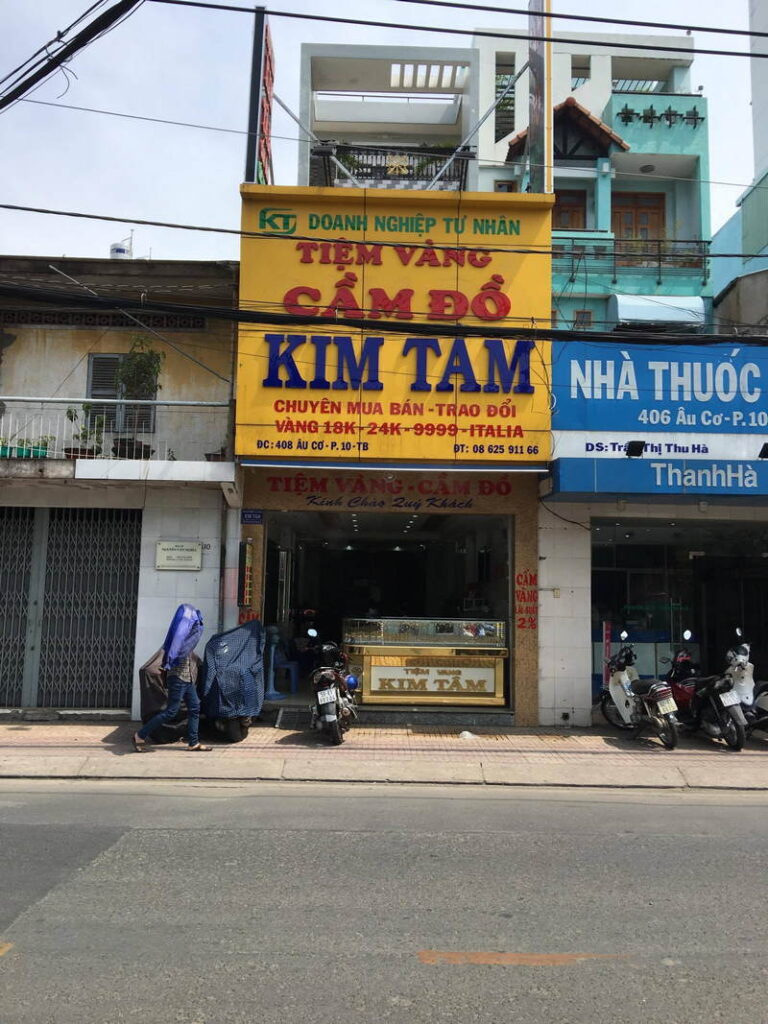 KT DOANH NGHIỆP TƯ NHÂN
TIỆM VÀNG
CẦM ĐỒ
KIM TAM
CHUYÊN MUA BÁN - TRAO ĐỔI
VÀNG 18K - 24K - 9999 - ITALIA
ĐC: 408 ÂU CƠ - P. 10 - TB
ĐT: 08 625 911 66
TIỆM VÀNG - CẦM ĐỒ
Kính Chào Quý Khách
CẦM
VÀNG
LÃI SUẤT
2%
TIỆM VÀNG
KIM TÂM
NHÀ THUỐC
406 Âu Cơ - P.10
DS: Trần Thị Thu Hà
ThanhHà